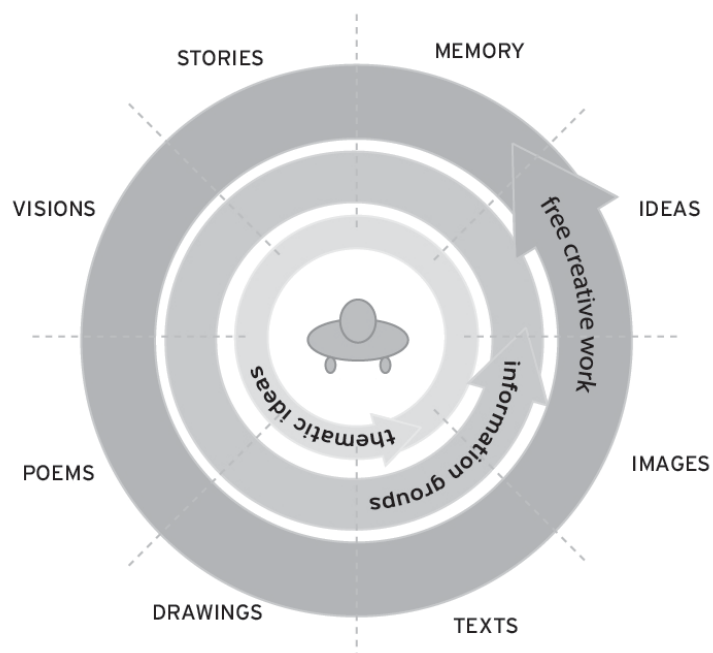 STORIES
MEMORY
VISIONS
IDEAS
free creative work
thematic ideas
information groups
POEMS
IMAGES
DRAWINGS
TEXTS